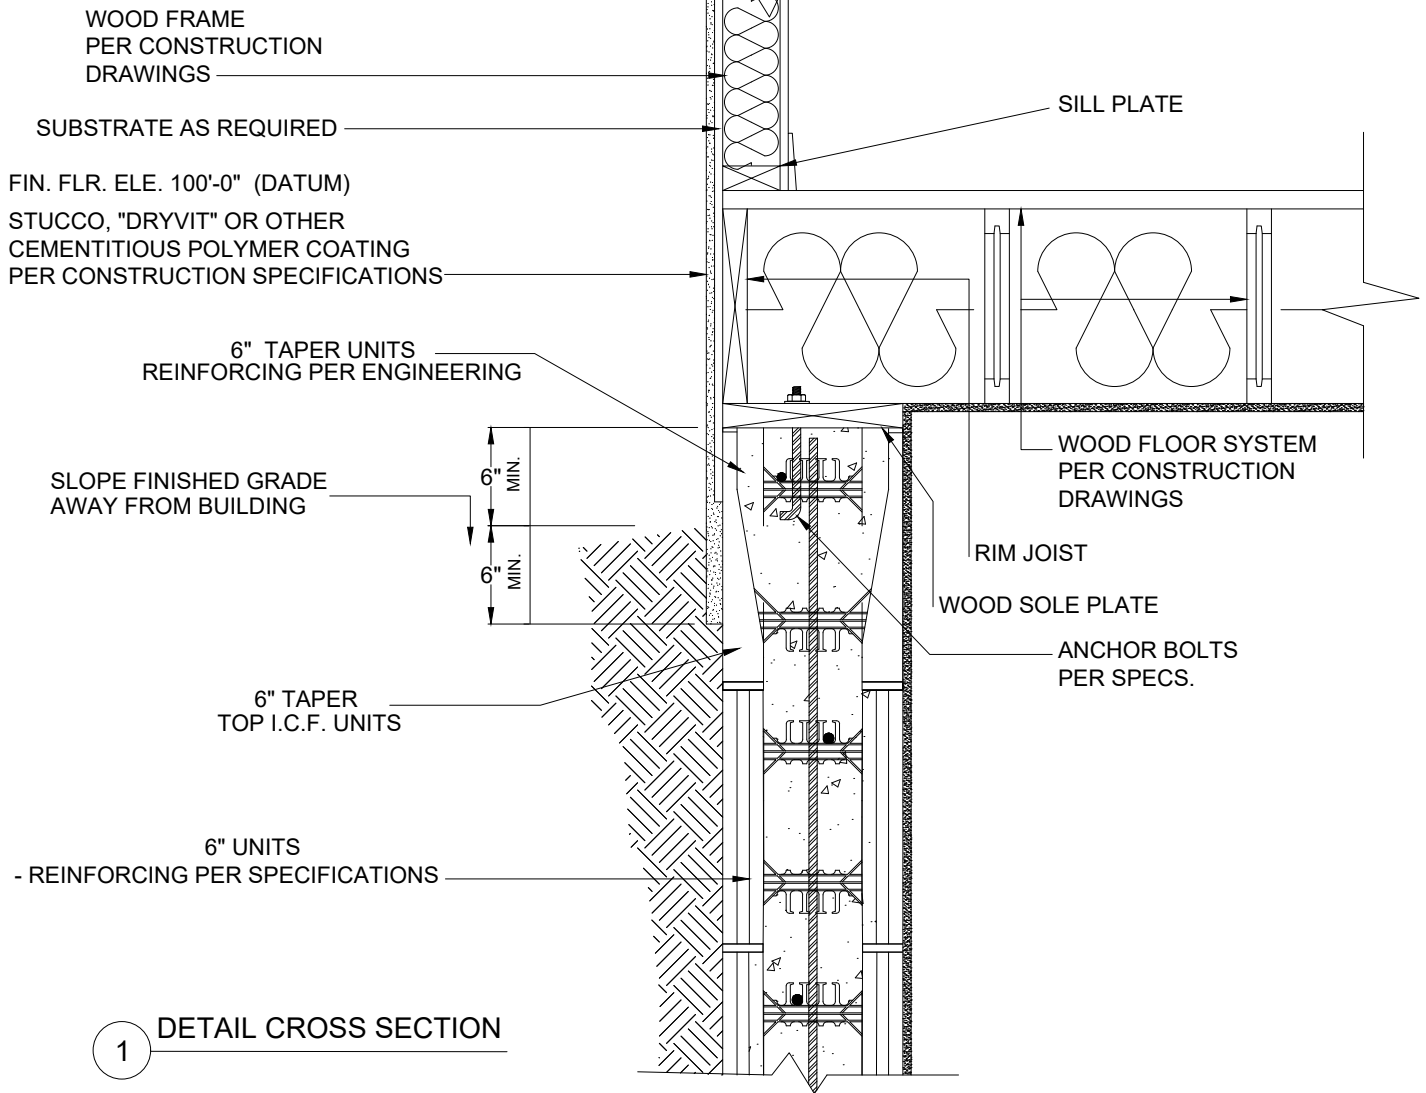 WOOD FRAME
PER CONSTRUCTION
DRAWINGS
SILL PLATE
SUBSTRATE AS REQUIRED
FIN. FLR. ELE. 100'-0" (DATUM)
STUCCO, "DRYVIT" OR OTHER
CEMENTITIOUS POLYMER COATING
PER CONSTRUCTION SPECIFICATIONS
6" TAPER UNITS
REINFORCING PER ENGINEERING
WOOD FLOOR SYSTEM
PER CONSTRUCTION
DRAWINGS
6" MIN.
SLOPE FINISHED GRADE
AWAY FROM BUILDING
RIM JOIST
6" MIN.
WOOD SOLE PLATE
ANCHOR BOLTS
PER SPECS.
6" TAPER
TOP I.C.F. UNITS
6" UNITS
- REINFORCING PER SPECIFICATIONS
1 DETAIL CROSS SECTION